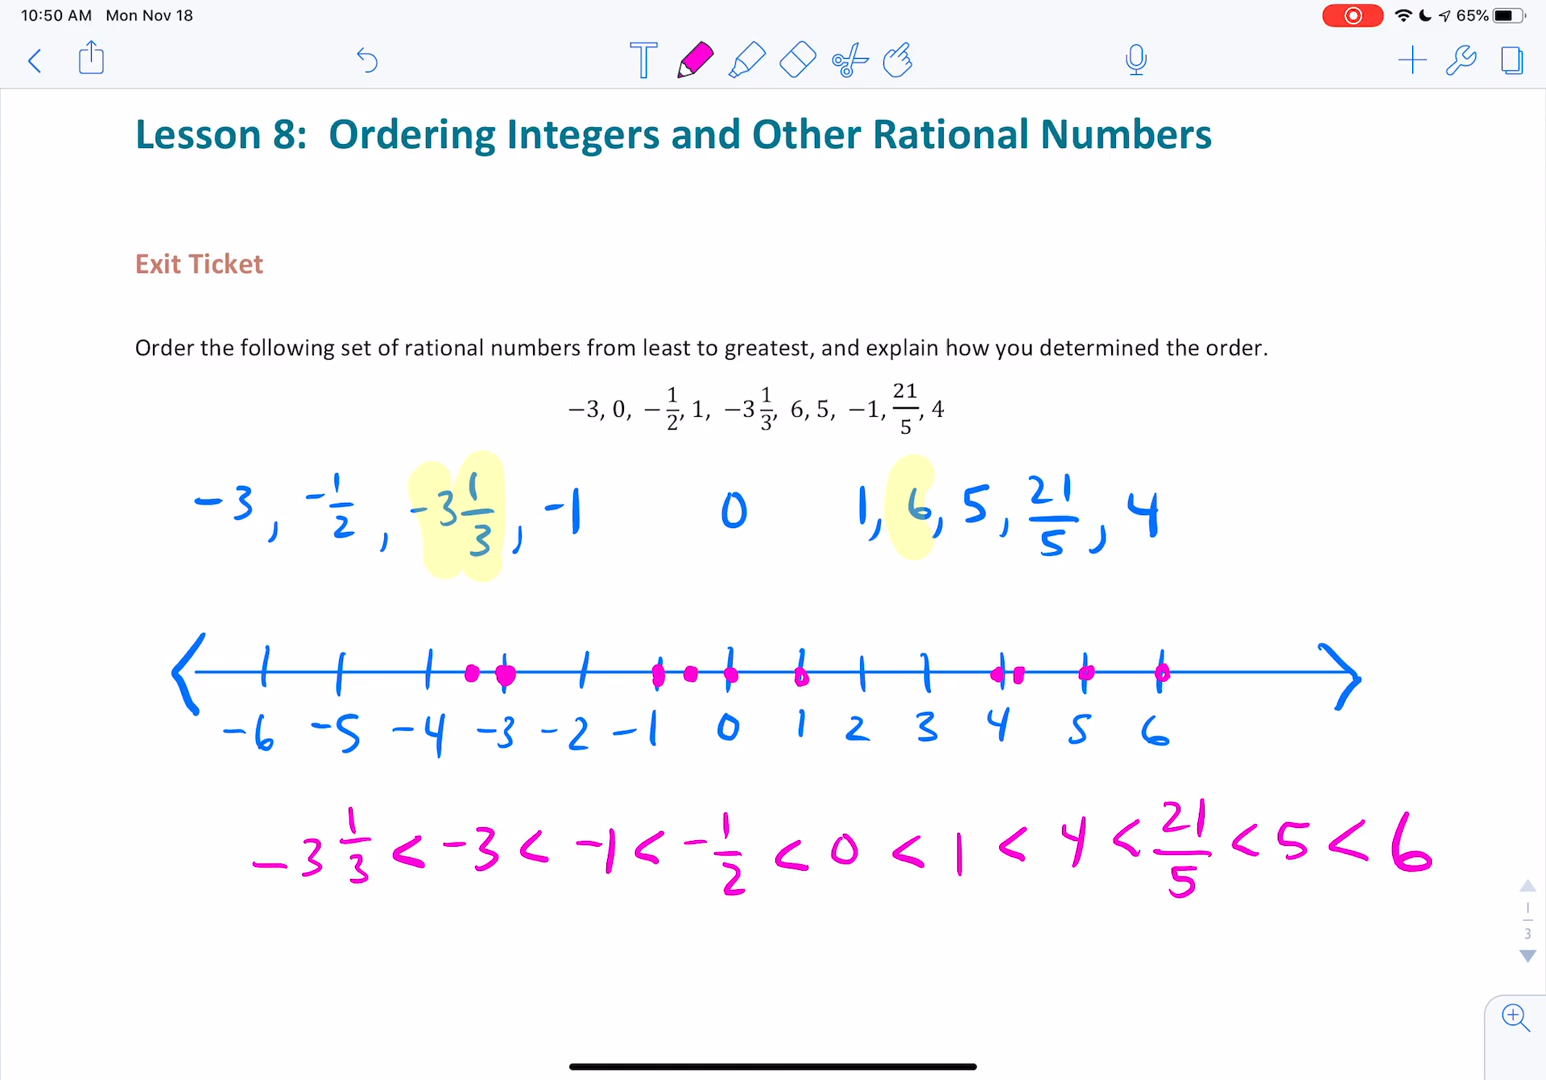 10:50 AM Mon Nov 18 65%
T
Lesson 8: Ordering Integers and Other Rational Numbers
Exit Ticket
Order the following set of rational numbers from least to greatest, and explain how you determined the order.
−3, 0, −1/2, 1, −3 1/3, 6, 5, −1, 21/5, 4
-3, -1/2, -3 1/3, -1 0 1, 6, 5, 21/5, 4
-6 -5 -4 -3 -2 -1 0 1 2 3 4 5 6
-3 1/3 < -3 < -1 < -1/2 < 0 < 1 < 4 < 21/5 < 5 < 6
1
3